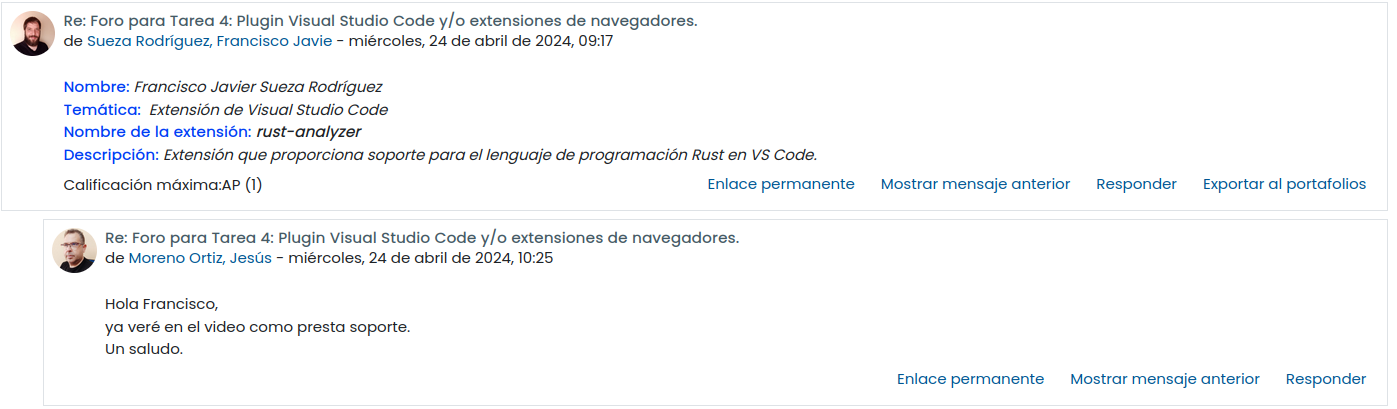 Re: Foro para Tarea 4: Plugin Visual Studio Code y/o extensiones de navegadores.
de Sueza Rodríguez, Francisco Javie - miércoles, 24 de abril de 2024, 09:17
Nombre: Francisco Javier Sueza Rodríguez
Temática: Extensión de Visual Studio Code
Nombre de la extensión: rust-analyzer
Descripción: Extensión que proporciona soporte para el lenguaje de programación Rust en VS Code.
Calificación máxima:AP (1) Enlace permanente Mostrar mensaje anterior Responder Exportar al portafolios
Re: Foro para Tarea 4: Plugin Visual Studio Code y/o extensiones de navegadores.
de Moreno Ortiz, Jesús - miércoles, 24 de abril de 2024, 10:25
Hola Francisco,
ya veré en el video como presta soporte.
Un saludo.
Enlace permanente Mostrar mensaje anterior Responder